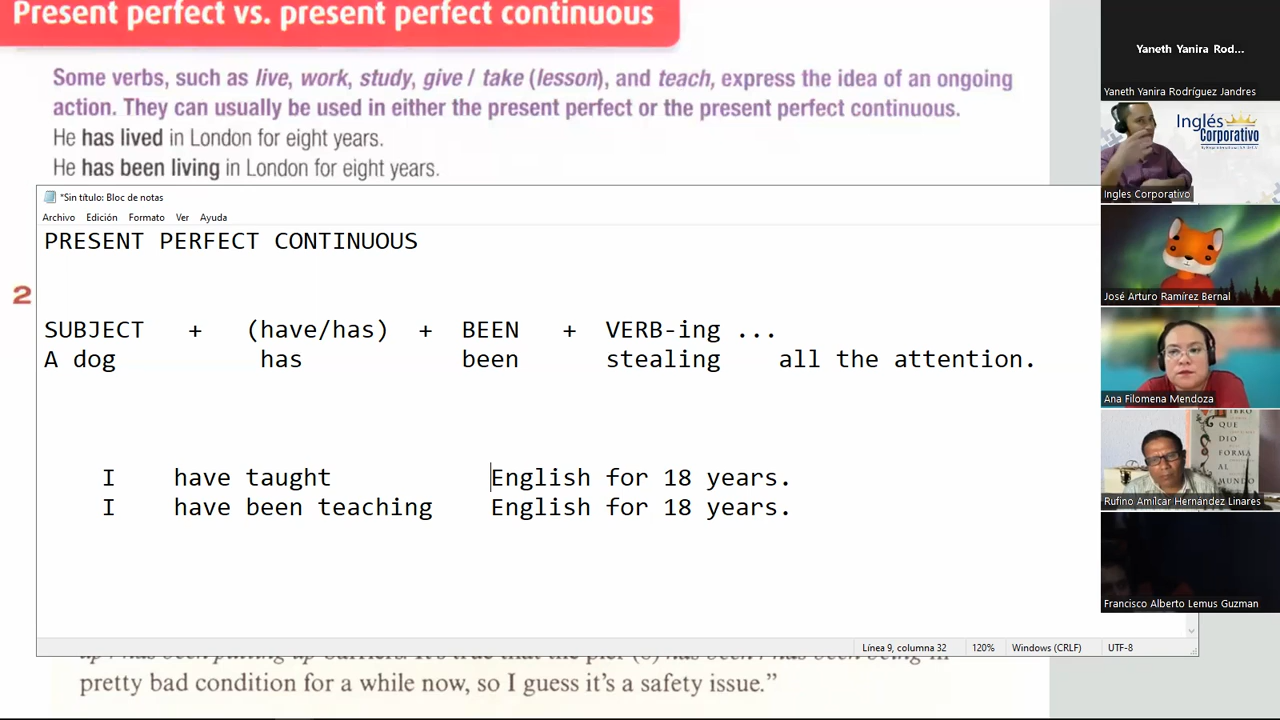 Present perfect vs. present perfect continuous
Some verbs, such as live, work, study, give / take (lesson), and teach, express the idea of an ongoing
action. They can usually be used in either the present perfect or the present perfect continuous.
He has lived in London for eight years.
He has been living in London for eight years.
*Sin título: Bloc de notas
Archivo Edición Formato Ver Ayuda
PRESENT PERFECT CONTINUOUS
2
SUBJECT + (have/has) + BEEN + VERB-ing ...
A dog has been stealing all the attention.
I have taught English for 18 years.
I have been teaching English for 18 years.
Línea 9, columna 32 120% Windows (CRLF) UTF-8
pretty bad condition for a while now, so I guess it's a safety issue."
Yaneth Yanira Rod...
Yaneth Yanira Rodríguez Jandres
Inglés
Corporativo
Ingles Corporativo
José Arturo Ramírez Bernal
Ana Filomena Mendoza
LIBRO
QUE
DIO
FORMA
AL
MUNDO
Rufino Amílcar Hernández Linares
Francisco Alberto Lemus Guzman